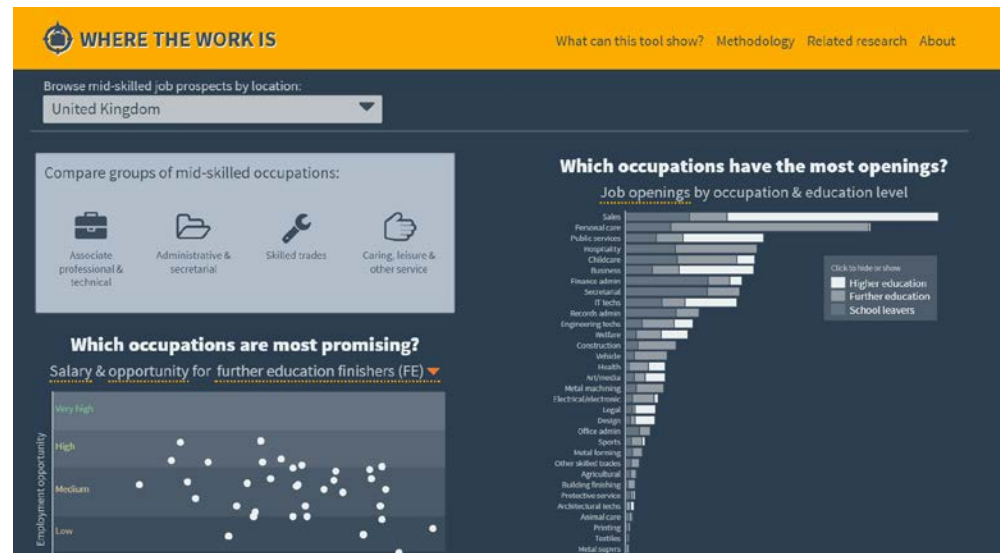 WHERE THE WORK IS
What can this tool show? Methodology Related research About
Browse mid-skilled job prospects by location:
United Kingdom
Compare groups of mid-skilled occupations:
Associate
professional &
technical
Administrative &
secretarial
Skilled trades
Caring, leisure &
other service
Which occupations are most promising?
Salary & opportunity for further education finishers (FE)
Employment opportunity
Very high
High
Medium
Low
Which occupations have the most openings?
Job openings by occupation & education level
Sales
Personal care
Public services
Hospitality
Childcare
Business
Finance admin
Secretarial
IT techs
Records admin
Engineering techs
Welfare
Construction
Vehicle
Health
Art/media
Metal machining
Electrical/electronic
Legal
Design
Office admin
Sports
Metal forming
Other skilled trades
Agricultural
Building finishing
Protective service
Architectural techs
Animal care
Printing
Textiles
Metal supers
Click to hide or show
Higher education
Further education
School leavers